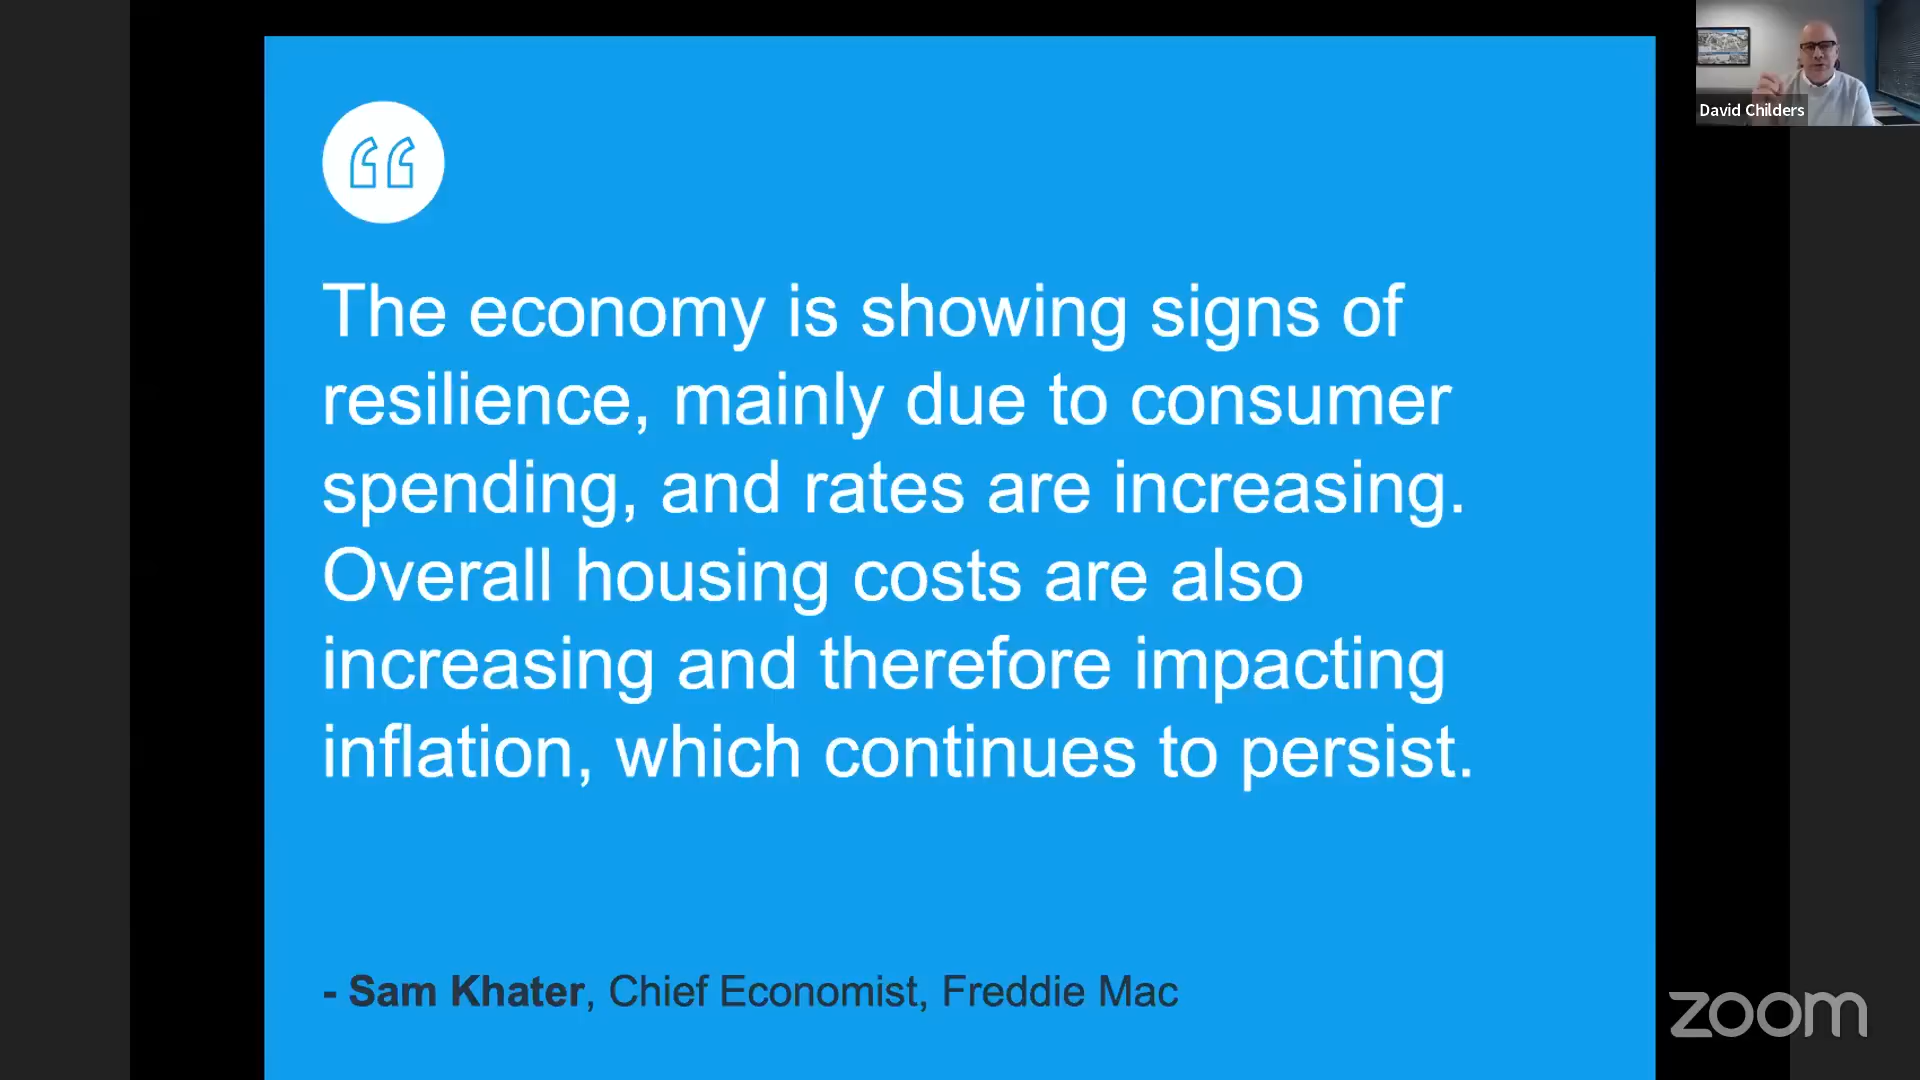 “
The economy is showing signs of
resilience, mainly due to consumer
spending, and rates are increasing.
Overall housing costs are also
increasing and therefore impacting
inflation, which continues to persist.
- Sam Khater, Chief Economist, Freddie Mac
David Childers
zoom